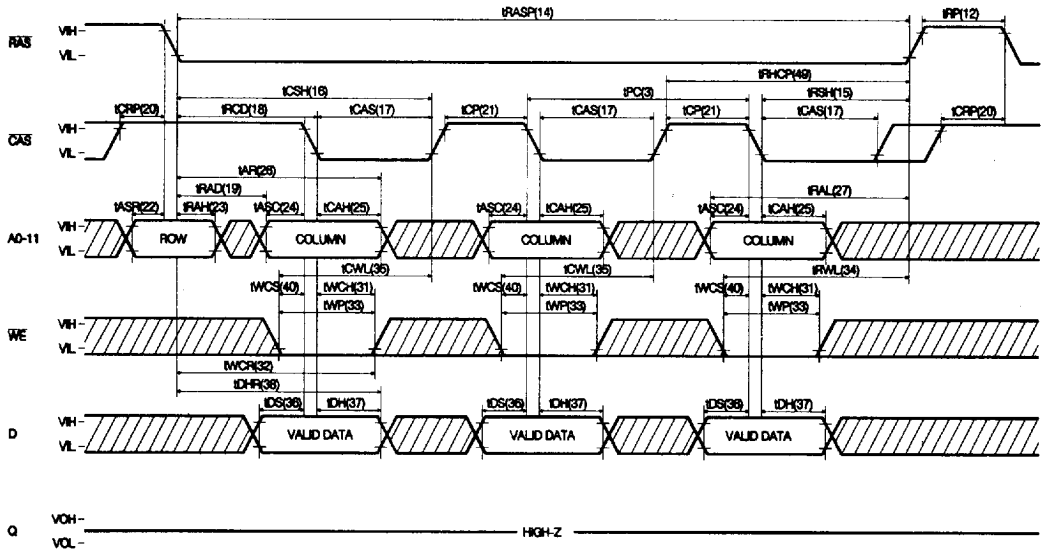 tRASP(14) tRP(12)
RAS VIH VIL
tRHCP(49)
tCSH(16) tPC(3) tRSH(15)
tCRP(20) tRCD(18) tCAS(17) tCP(21) tCAS(17) tCP(21) tCAS(17) tCRP(20)
CAS VIH VIL
tAR(26)
tRAD(19) tRAL(27)
tASR(22) tRAH(23) tASC(24) tCAH(25) tASC(24) tCAH(25) tASC(24) tCAH(25)
A0-11 VIH VIL ROW COLUMN COLUMN COLUMN
tCWL(35) tCWL(35) tRWL(34)
tWCS(40) tWCH(31) tWCS(40) tWCH(31) tWCS(40) tWCH(31)
tWP(33) tWP(33) tWP(33)
WE VIH VIL
tWCR(32)
tDHR(38)
tDS(36) tDH(37) tDS(36) tDH(37) tDS(36) tDH(37)
D VIH VIL VALID DATA VALID DATA VALID DATA
Q VOH VOL HIGH-Z